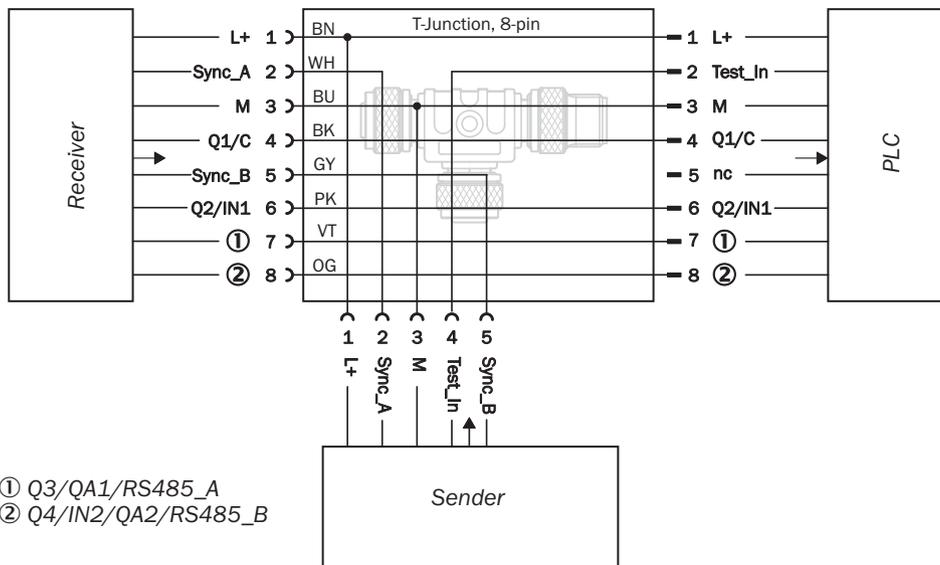 T-Junction, 8-pin
L+ 1 BN 1 L+
Sync_A 2 WH 2 Test_In
M 3 BU 3 M
Q1/C 4 BK 4 Q1/C
Sync_B 5 GY 5 nc
Q2/IN1 6 PK 6 Q2/IN1
① 7 VT 7 ①
② 8 OG 8 ②
Receiver
PLC
1 2 3 4 5
L+ Sync_A M Test_In Sync_B
Sender
① Q3/QA1/RS485_A
② Q4/IN2/QA2/RS485_B